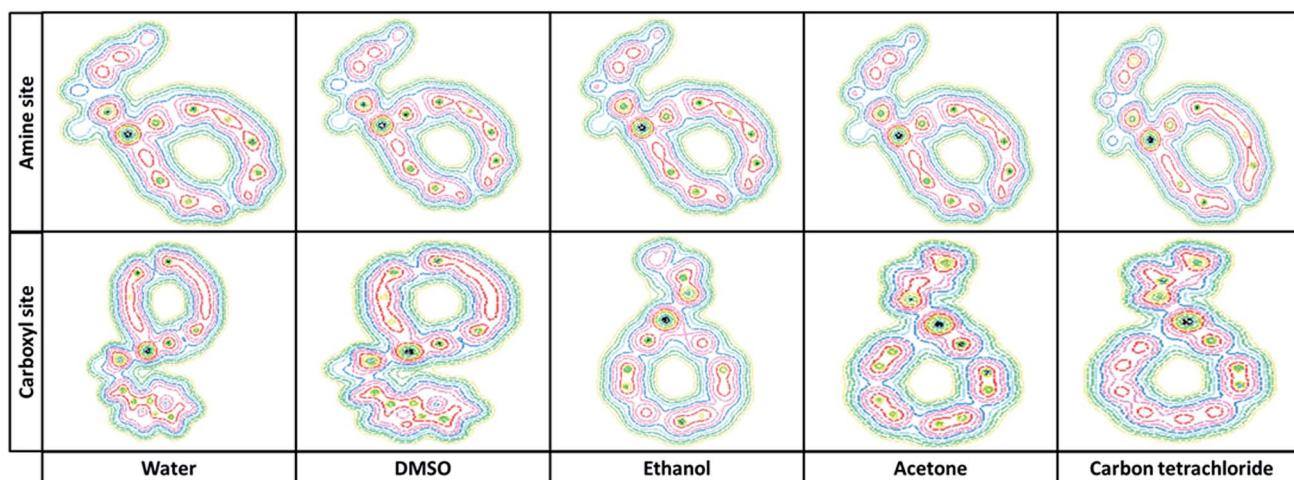 Amine site
Carboxyl site
Water
DMSO
Ethanol
Acetone
Carbon tetrachloride